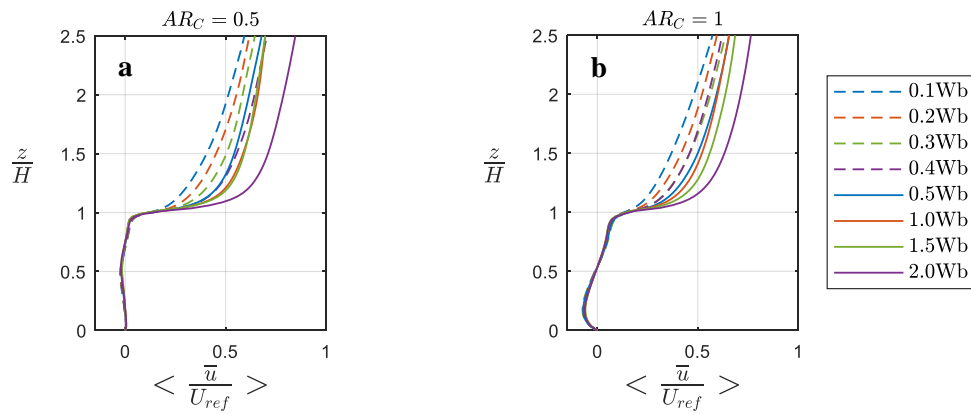 AR_C = 0.5
2.5
2
1.5
1
0.5
0
z/H
a
0 0.5 1
< u̅/U_ref >
AR_C = 1
2.5
2
1.5
1
0.5
0
z/H
b
0 0.5 1
< u̅/U_ref >
0.1Wb
0.2Wb
0.3Wb
0.4Wb
0.5Wb
1.0Wb
1.5Wb
2.0Wb